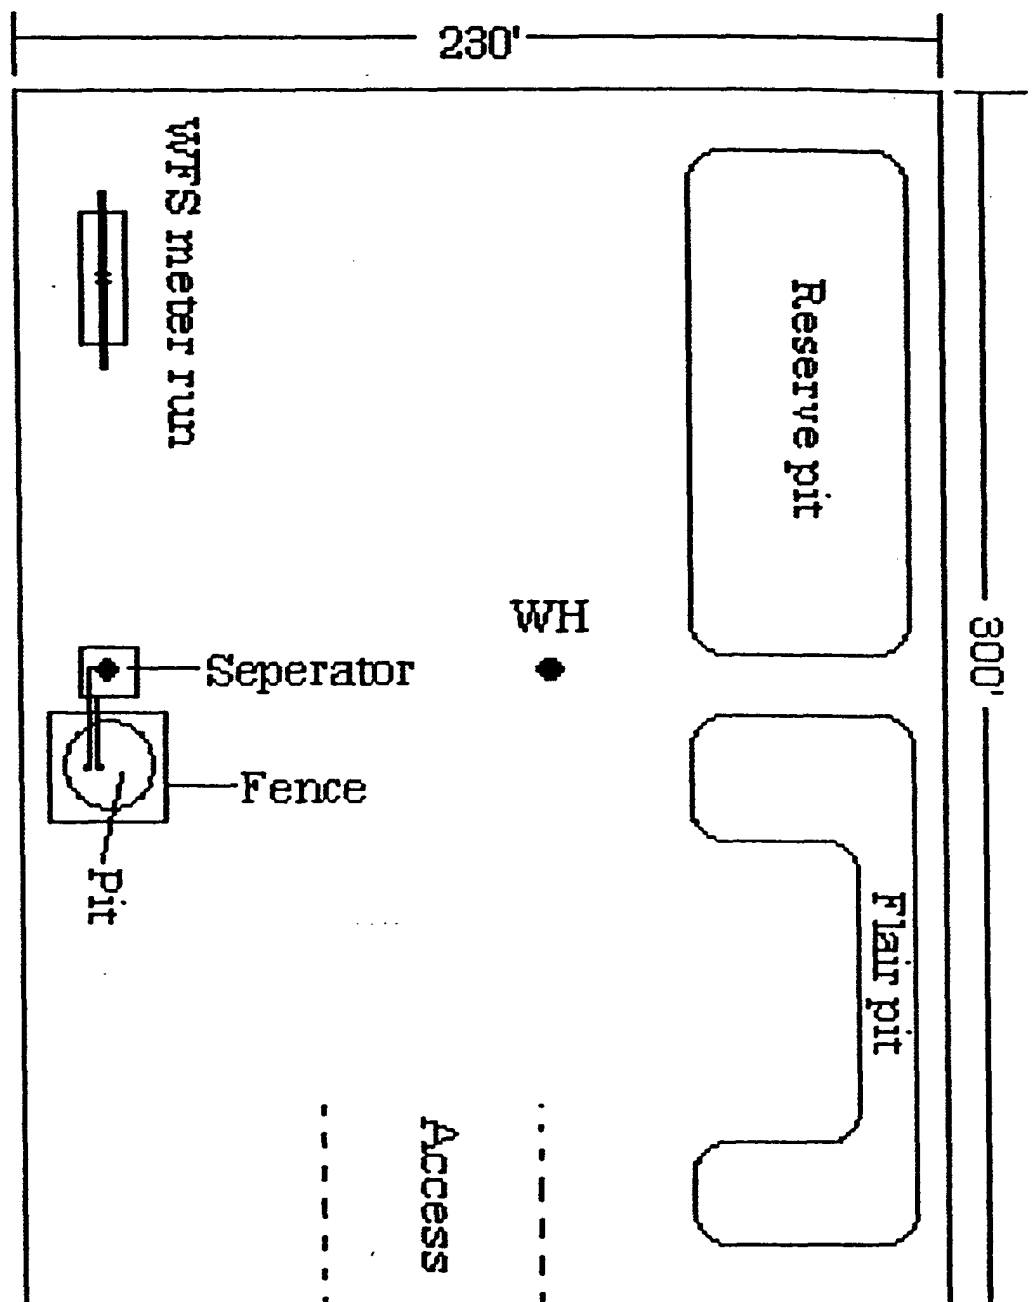 230'
WFS meter run
Reserve pit
WH
300'
Seperator
Fence
Pit
Flair pit
Access